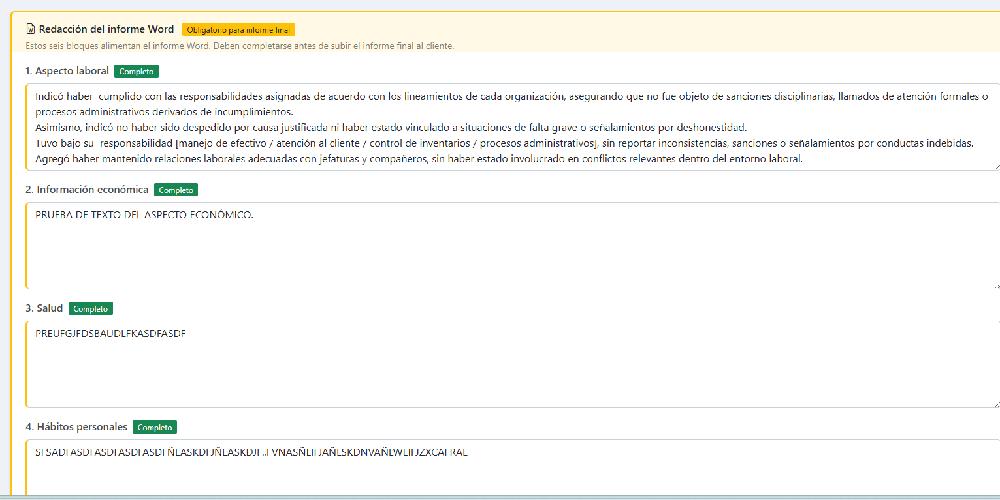 Redacción del informe Word Obligatorio para informe final
Estos seis bloques alimentan el informe Word. Deben completarse antes de subir el informe final al cliente.
1. Aspecto laboral Completo
Indicó haber  cumplido con las responsabilidades asignadas de acuerdo con los lineamientos de cada organización, asegurando que no fue objeto de sanciones disciplinarias, llamados de atención formales o
procesos administrativos derivados de incumplimientos.
Asimismo, indicó no haber sido despedido por causa justificada ni haber estado vinculado a situaciones de falta grave o señalamientos por deshonestidad.
Tuvo bajo su  responsabilidad [manejo de efectivo / atención al cliente / control de inventarios / procesos administrativos], sin reportar inconsistencias, sanciones o señalamientos por conductas indebidas.
Agregó haber mantenido relaciones laborales adecuadas con jefaturas y compañeros, sin haber estado involucrado en conflictos relevantes dentro del entorno laboral.
2. Información económica Completo
PRUEBA DE TEXTO DEL ASPECTO ECONÓMICO.
3. Salud Completo
PREUFGJFDSBAUDLFKASDFASDF
4. Hábitos personales Completo
SFSADFASDFASDFASDFASDFÑLASKDFJÑLASKDJF.,FVNASÑLIFJAÑLSKDNVAÑLWEIFJZXCAFRAE